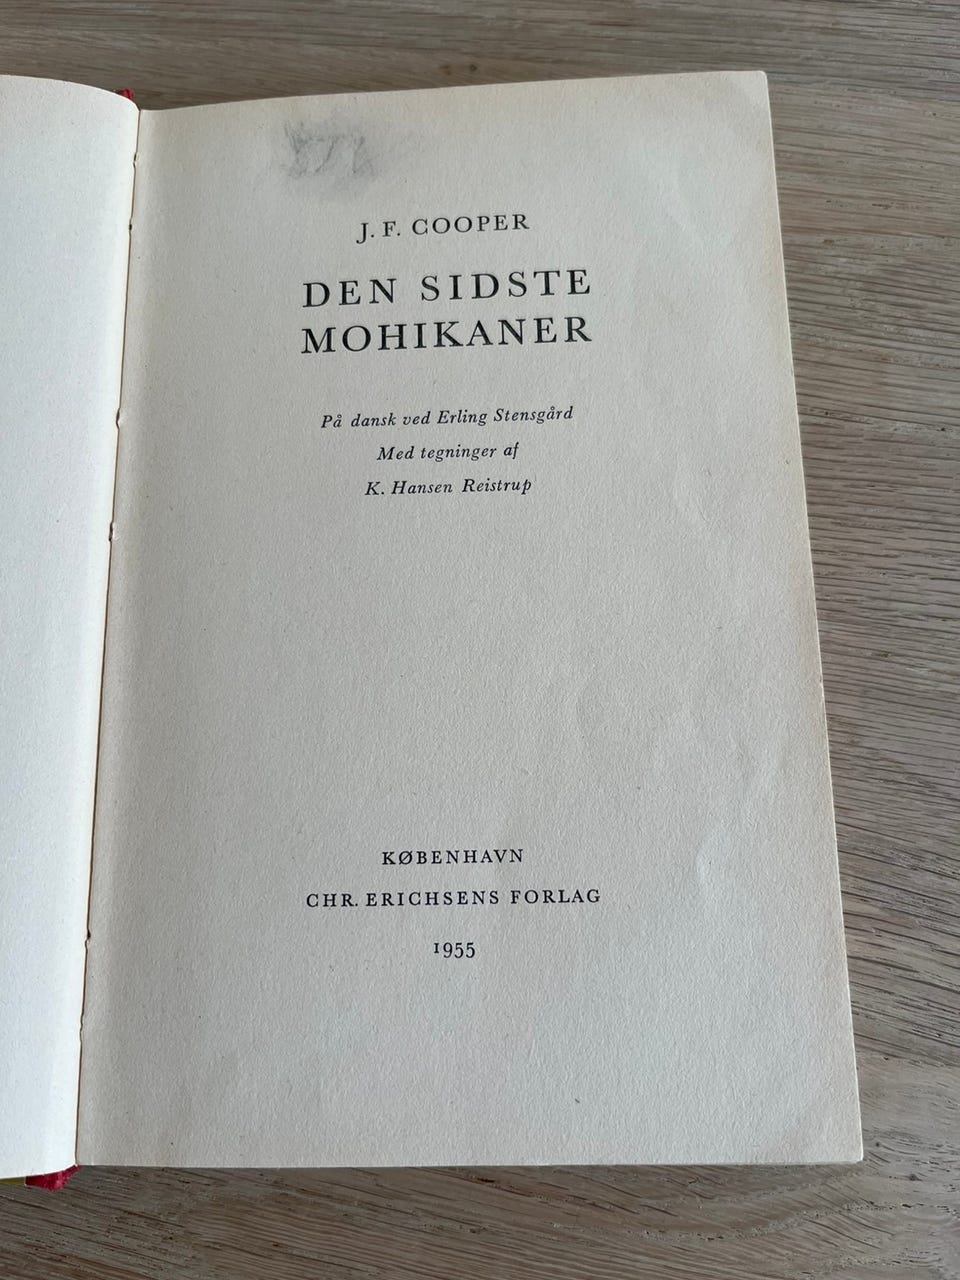 J. F. COOPER
DEN SIDSTE
MOHIKANER
På dansk ved Erling Stensgård
Med tegninger af
K. Hansen Reistrup
KØBENHAVN
CHR. ERICHSENS FORLAG
1955